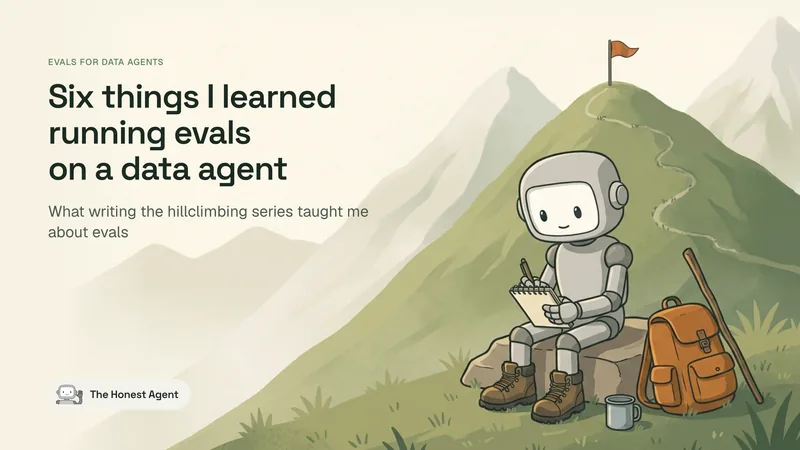 EVALS FOR DATA AGENTS
Six things I learned
running evals
on a data agent
What writing the hillclimbing series taught me
about evals
The Honest Agent